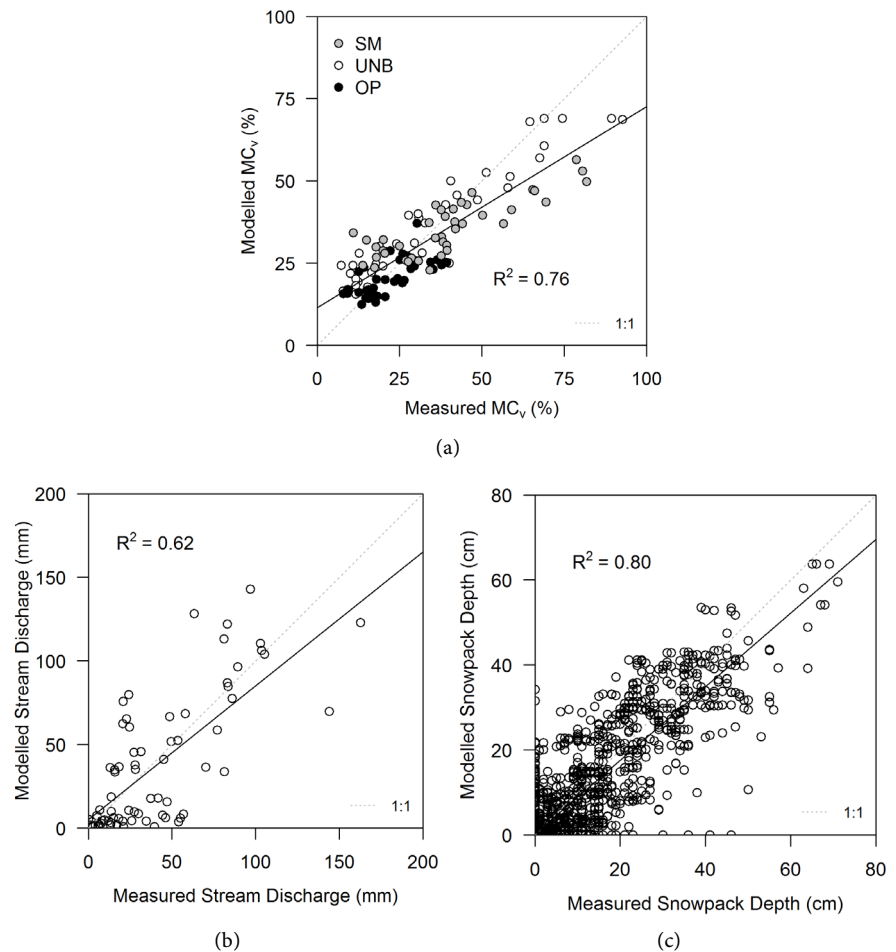 100
75
50
25
0
Modelled MCᵥ (%)
SM
UNB
OP
R² = 0.76
1:1
0 25 50 75 100
Measured MCᵥ (%)
(a)
200
150
100
50
0
Modelled Stream Discharge (mm)
R² = 0.62
1:1
0 50 100 150 200
Measured Stream Discharge (mm)
(b)
80
60
40
20
0
Modelled Snowpack Depth (cm)
R² = 0.80
1:1
0 20 40 60 80
Measured Snowpack Depth (cm)
(c)